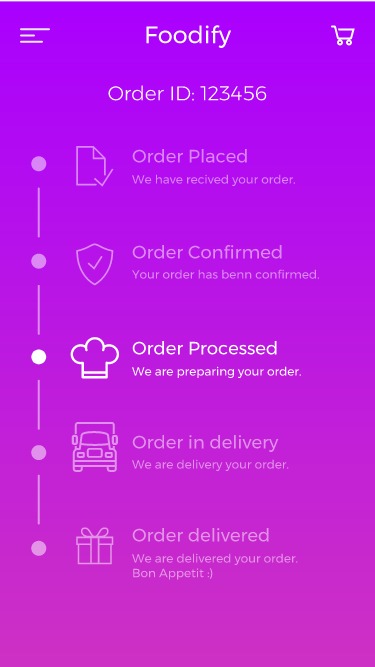 Foodify
Order ID: 123456
Order Placed
We have recived your order.
Order Confirmed
Your order has benn confirmed.
Order Processed
We are preparing your order.
Order in delivery
We are delivery your order.
Order delivered
We are delivered your order.
Bon Appetit :)